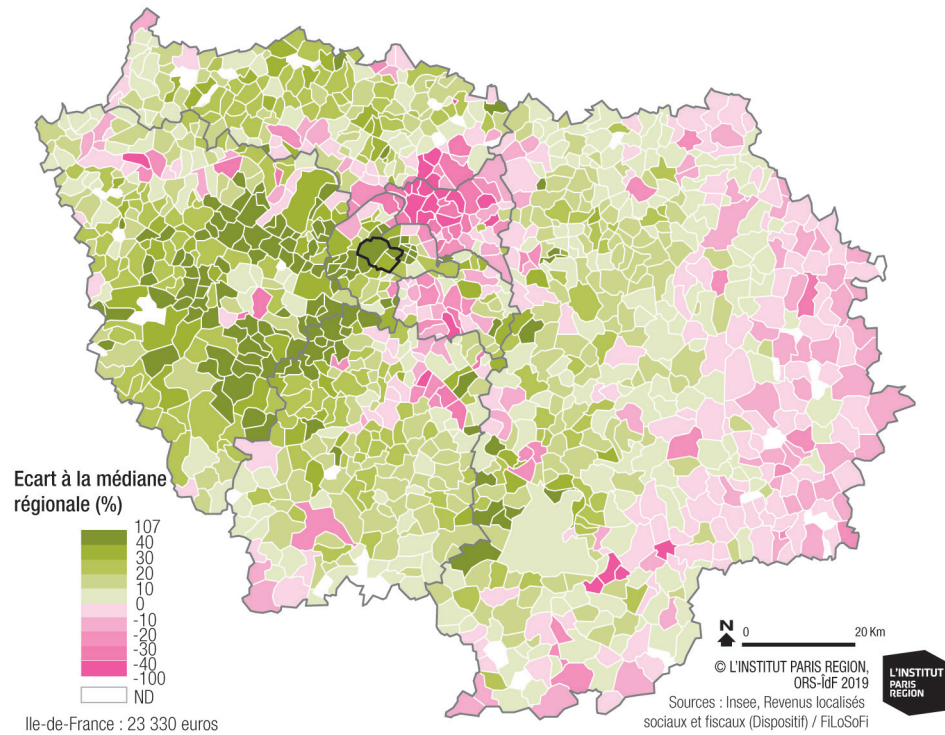 Ecart à la médiane
régionale (%)
107
40
30
20
10
0
-10
-20
-30
-40
-100
ND
Ile-de-France : 23 330 euros
N
0 20 Km
© L'INSTITUT PARIS REGION,
ORS-ÎdF 2019
Sources : Insee, Revenus localisés
sociaux et fiscaux (Dispositif) / FiLoSoFi
L'INSTITUT
PARIS
REGION